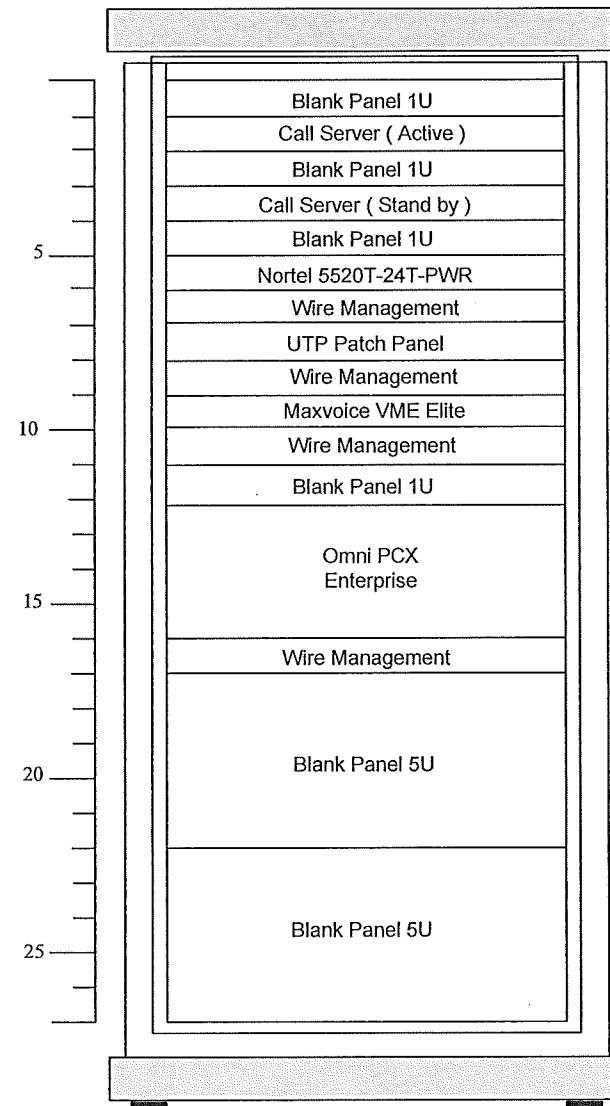 Blank Panel 1U
Call Server ( Active )
Blank Panel 1U
Call Server ( Stand by )
Blank Panel 1U
5
Nortel 5520T-24T-PWR
Wire Management
UTP Patch Panel
Wire Management
Maxvoice VME Elite
10
Wire Management
Blank Panel 1U
Omni PCX
Enterprise
15
Wire Management
Blank Panel 5U
20
Blank Panel 5U
25